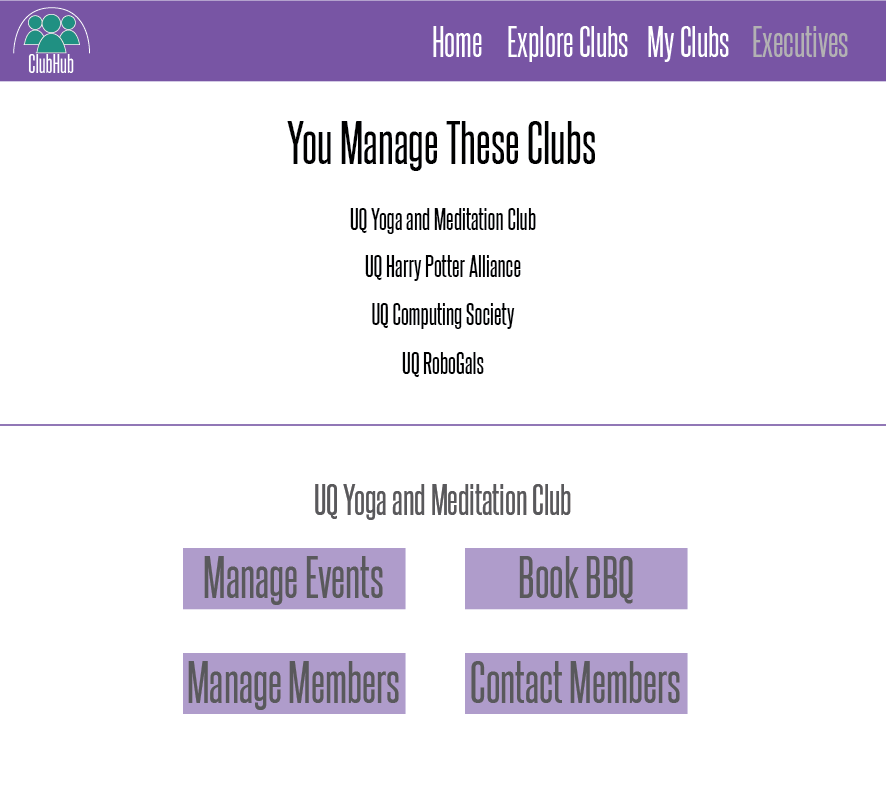 ClubHub
Home Explore Clubs My Clubs Executives
You Manage These Clubs
UQ Yoga and Meditation Club
UQ Harry Potter Alliance
UQ Computing Society
UQ RoboGals
UQ Yoga and Meditation Club
Manage Events Book BBQ
Manage Members Contact Members